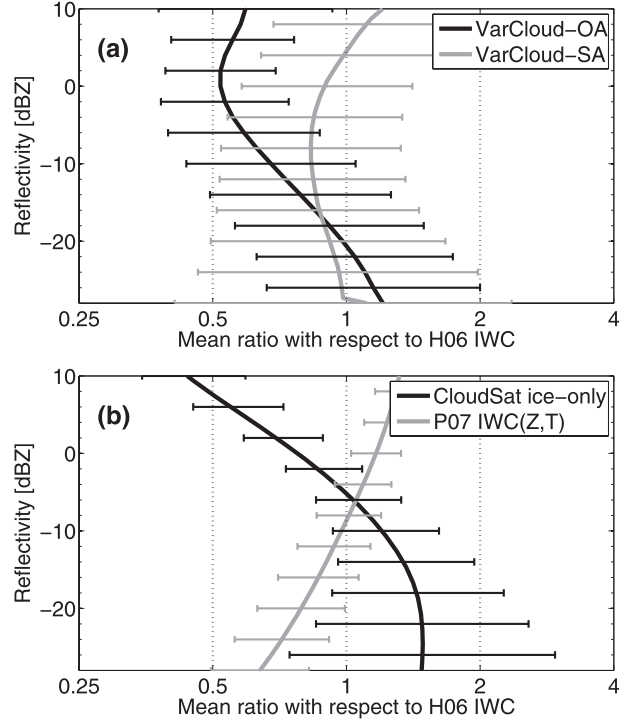 10
0
−10
−20
Reflectivity [dBZ]
(a)
VarCloud−OA
VarCloud−SA
0.25 0.5 1 2 4
Mean ratio with respect to H06 IWC
10
0
−10
−20
Reflectivity [dBZ]
(b)
CloudSat ice−only
P07 IWC(Z,T)
0.25 0.5 1 2 4
Mean ratio with respect to H06 IWC